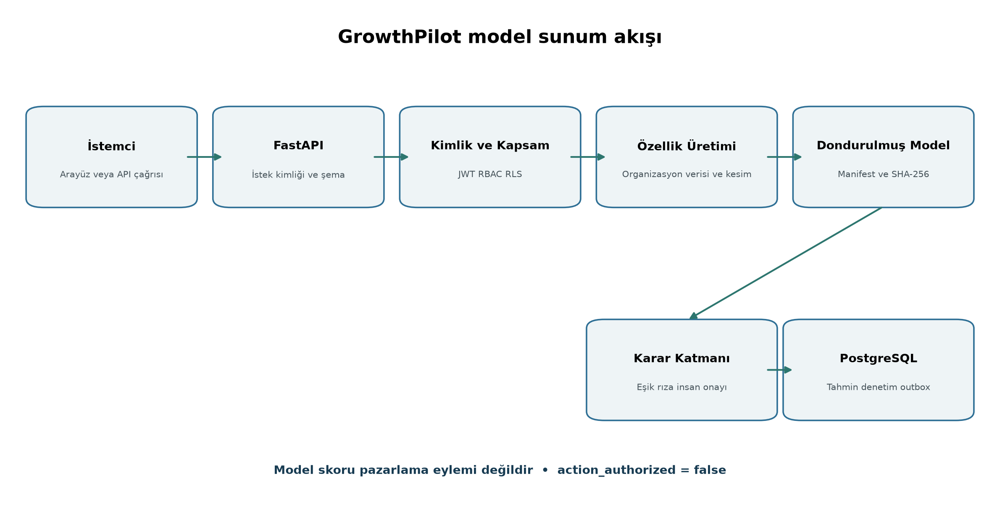 GrowthPilot model sunum akışı
İstemci
Arayüz veya API çağrısı
FastAPI
İstek kimliği ve şema
Kimlik ve Kapsam
JWT RBAC RLS
Özellik Üretimi
Organizasyon verisi ve kesim
Dondurulmuş Model
Manifest ve SHA-256
Karar Katmanı
Eşik rıza insan onayı
PostgreSQL
Tahmin denetim outbox
Model skoru pazarlama eylemi değildir • action_authorized = false